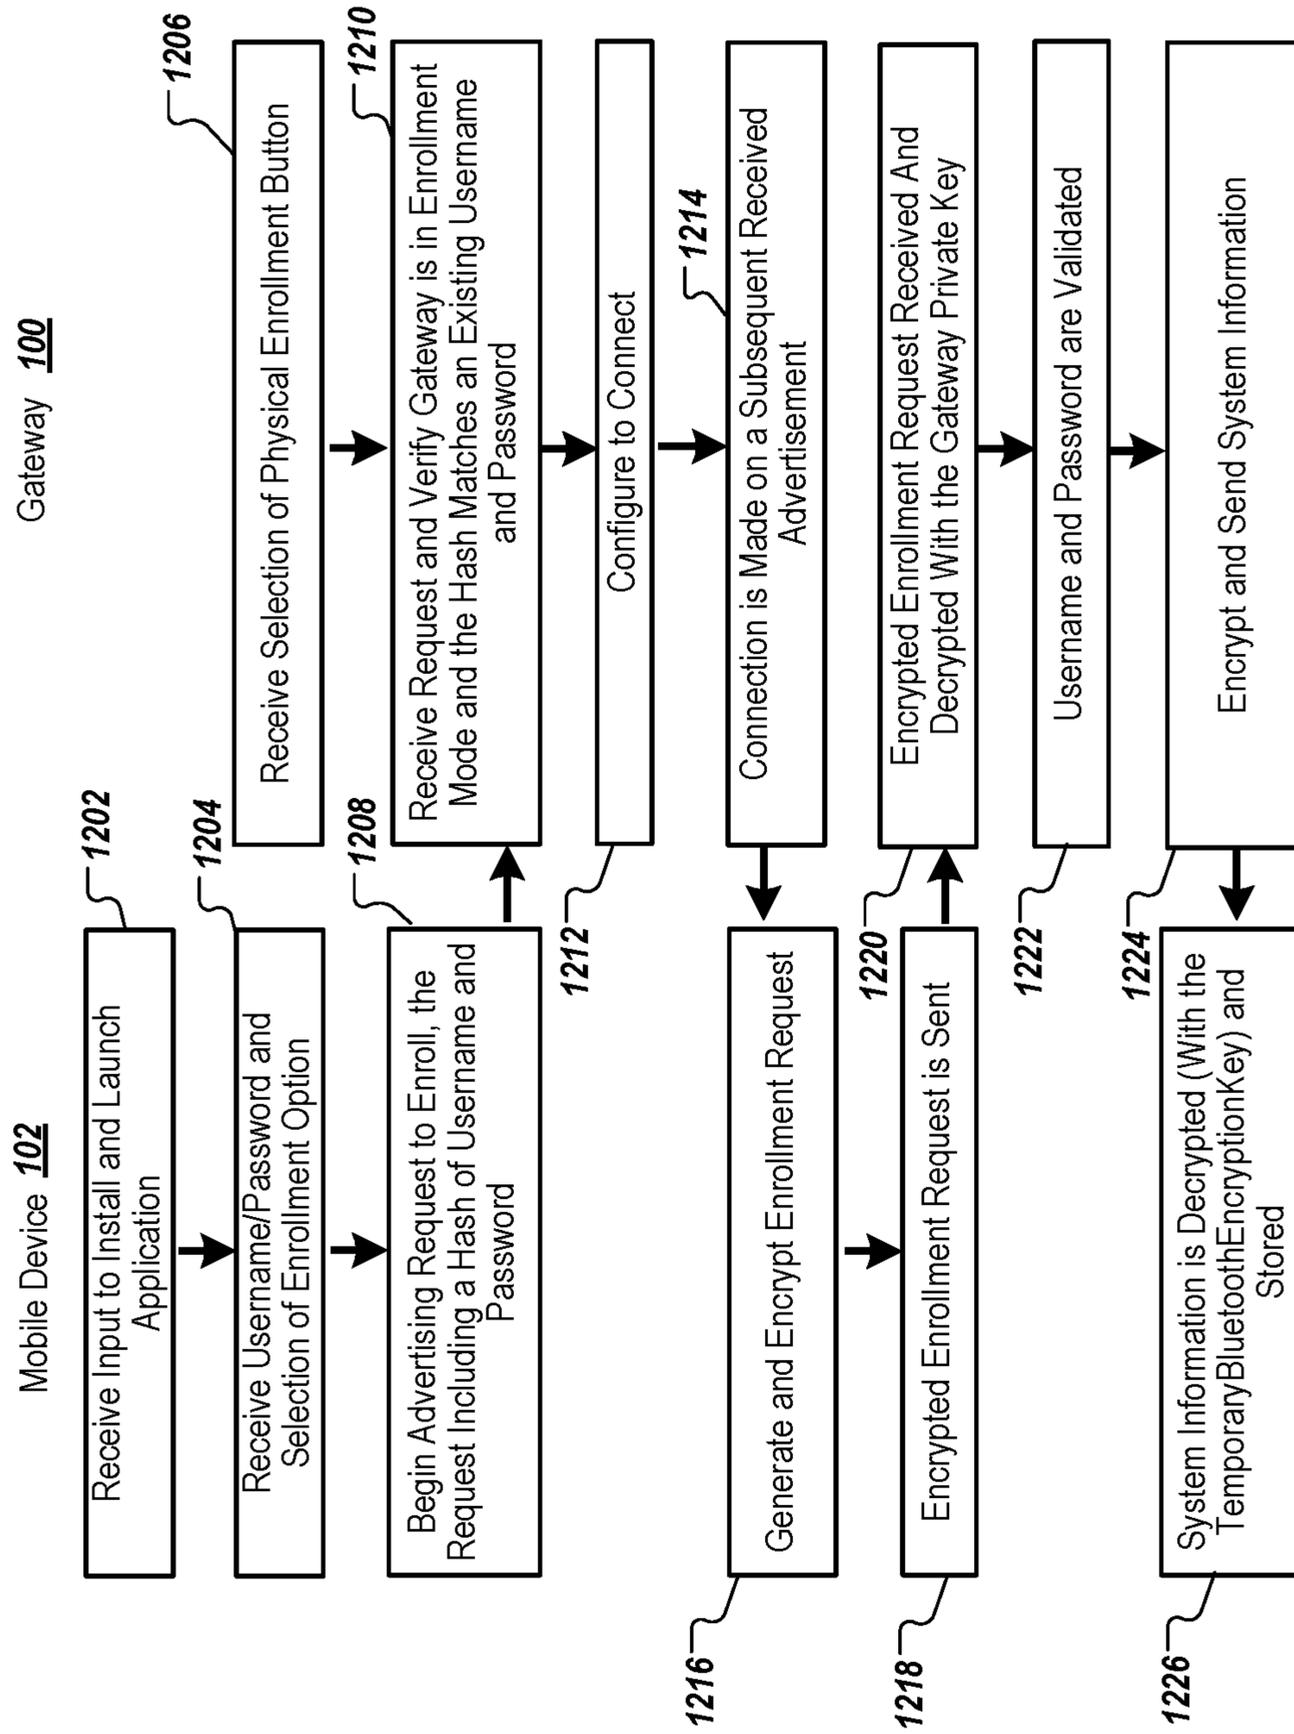 Mobile Device 102
Gateway 100
1202
Receive Input to Install and Launch
Application
1204
Receive Username/Password and
Selection of Enrollment Option
1206
Receive Selection of Physical Enrollment Button
1208
Begin Advertising Request to Enroll, the
Request Including a Hash of Username and
Password
1210
Receive Request and Verify Gateway is in Enrollment
Mode and the Hash Matches an Existing Username
and Password
1212
Configure to Connect
1214
Connection is Made on a Subsequent Received
Advertisement
1216
Generate and Encrypt Enrollment Request
1218
Encrypted Enrollment Request is Sent
1220
Encrypted Enrollment Request Received And
Decrypted With the Gateway Private Key
1222
Username and Password are Validated
1224
Encrypt and Send System Information
1226
System Information is Decrypted (With the
TemporaryBluetoothEncryptionKey) and
Stored